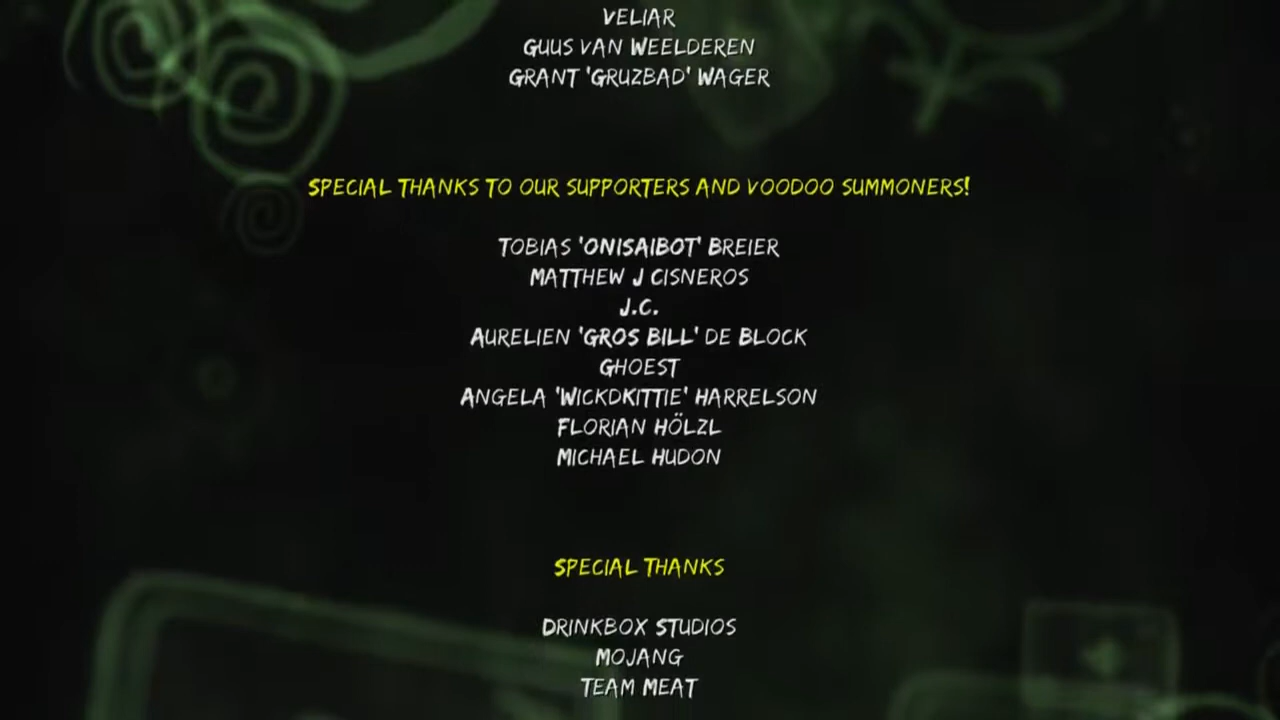 VELIAR
GUUS VAN WEELDEREN
GRANT 'GRUZBAD' WAGER
SPECIAL THANKS TO OUR SUPPORTERS AND VOODOO SUMMONERS!
TOBIAS 'ONISAIBOT' BREIER
MATTHEW J CISNEROS
J.C.
AURELIEN 'GROS BILL' DE BLOCK
GHOEST
ANGELA 'WICKDKITTIE' HARRELSON
FLORIAN HÖLZL
MICHAEL HUDON
SPECIAL THANKS
DRINKBOX STUDIOS
MOJANG
TEAM MEAT